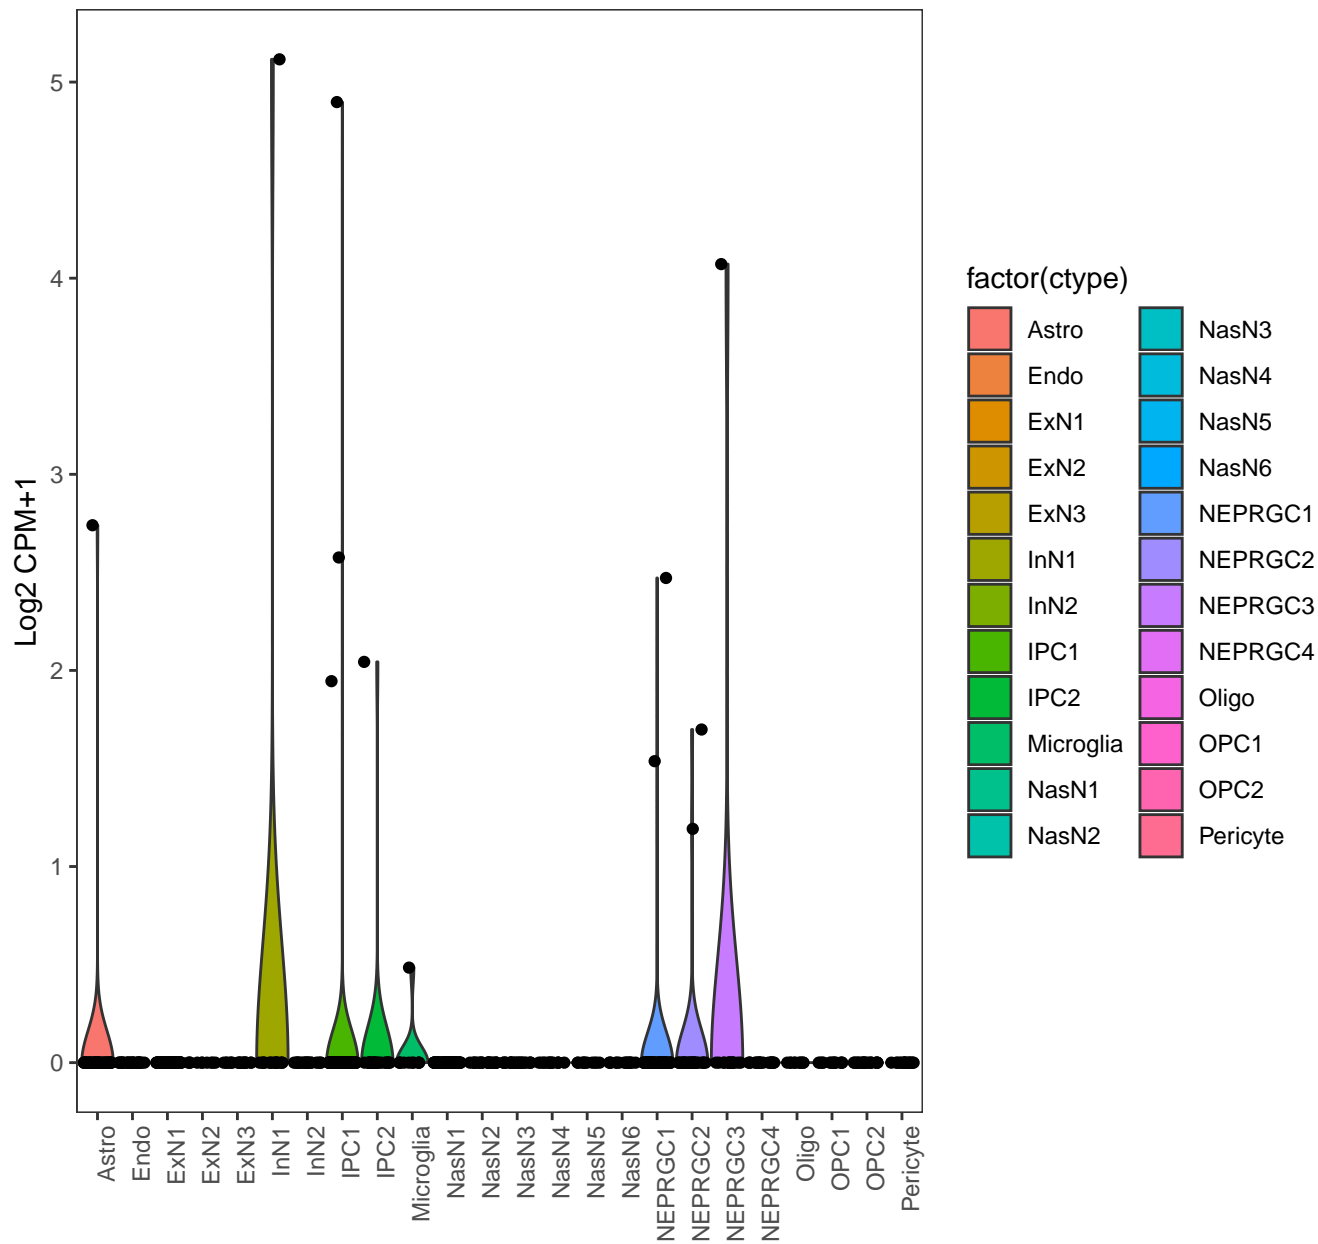 5
4
3
2
1
0
Log2 CPM+1
Astro
Endo
ExN1
ExN2
ExN3
InN1
InN2
IPC1
IPC2
Microglia
NasN1
NasN2
NasN3
NasN4
NasN5
NasN6
NEPRGC1
NEPRGC2
NEPRGC3
NEPRGC4
Oligo
OPC1
OPC2
Pericyte
factor(ctype)
Astro
Endo
ExN1
ExN2
ExN3
InN1
InN2
IPC1
IPC2
Microglia
NasN1
NasN2
NasN3
NasN4
NasN5
NasN6
NEPRGC1
NEPRGC2
NEPRGC3
NEPRGC4
Oligo
OPC1
OPC2
Pericyte